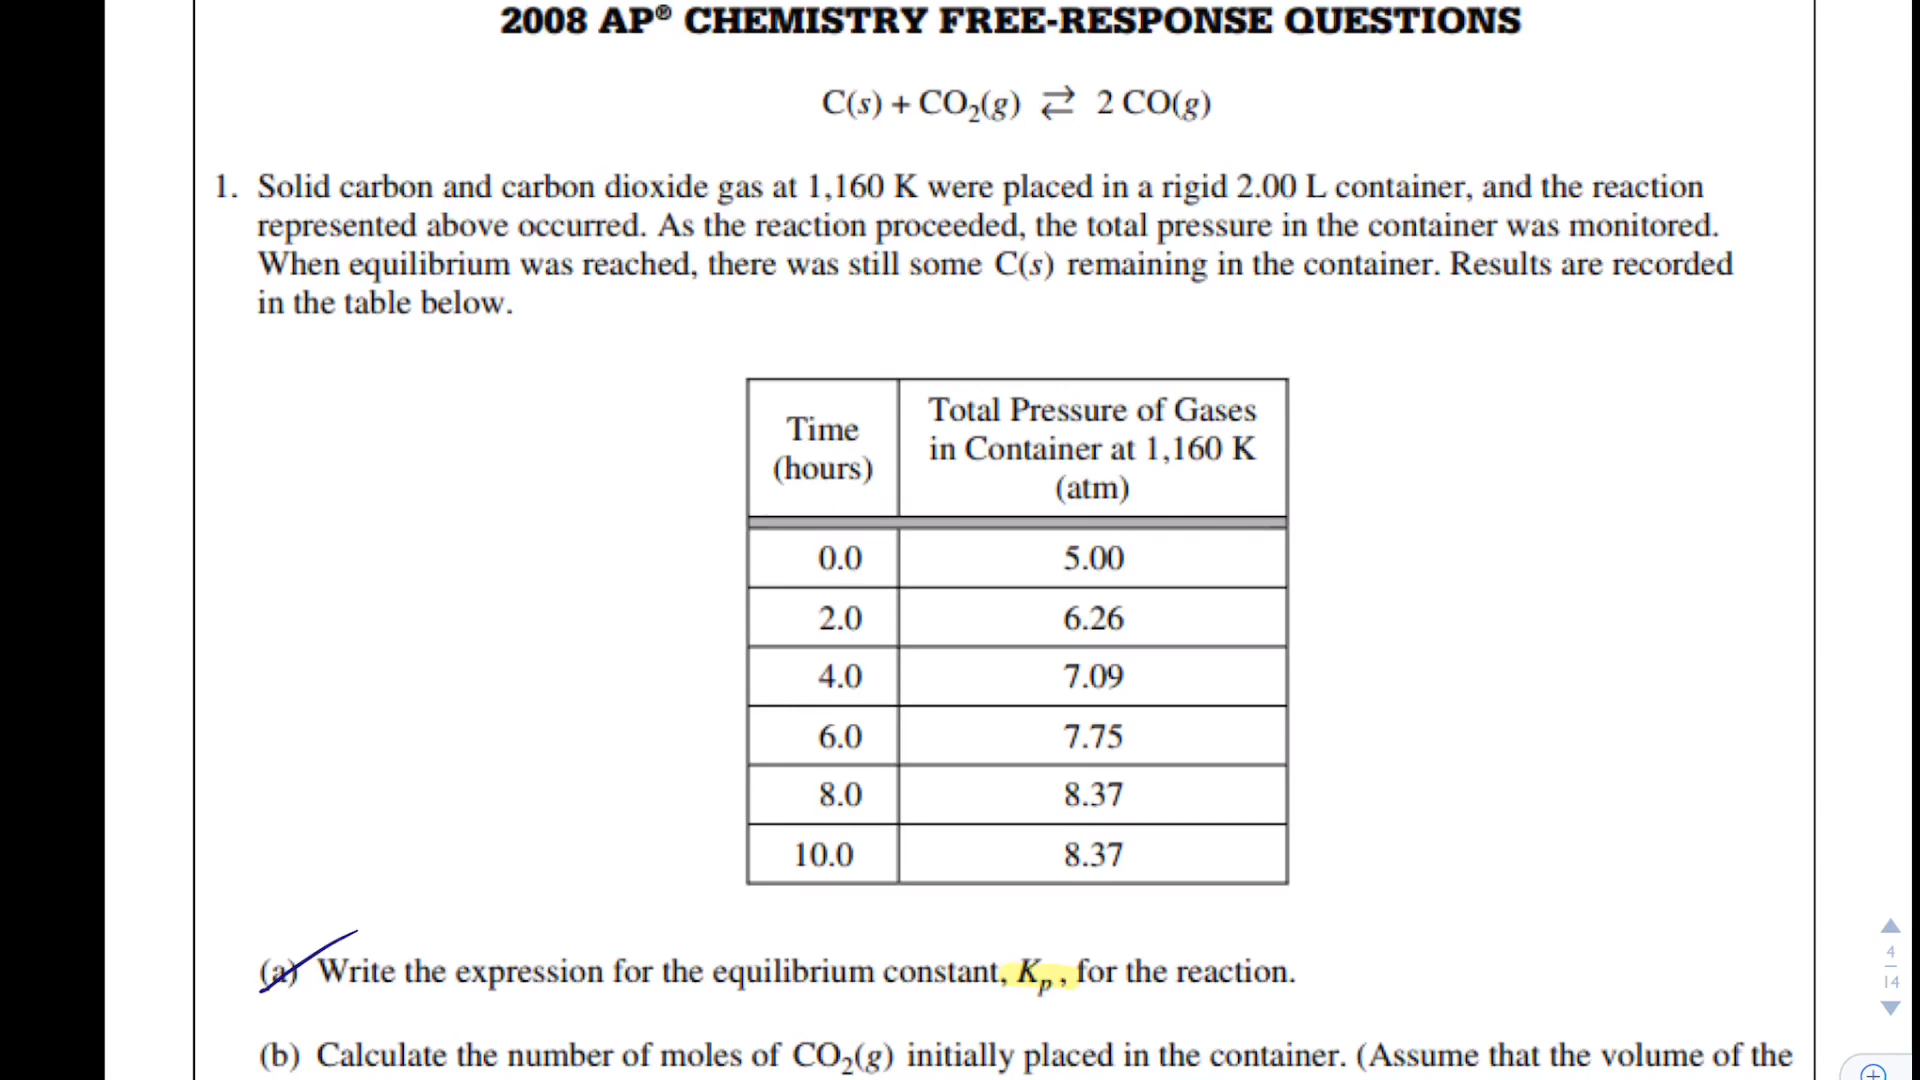 2008 AP® CHEMISTRY FREE-RESPONSE QUESTIONS
C(s) + CO₂(g) ⇄ 2 CO(g)
1. Solid carbon and carbon dioxide gas at 1,160 K were placed in a rigid 2.00 L container, and the reaction
represented above occurred. As the reaction proceeded, the total pressure in the container was monitored.
When equilibrium was reached, there was still some C(s) remaining in the container. Results are recorded
in the table below.
Time (hours) Total Pressure of Gases in Container at 1,160 K (atm)
0.0 5.00
2.0 6.26
4.0 7.09
6.0 7.75
8.0 8.37
10.0 8.37
(a) Write the expression for the equilibrium constant, Kₚ, for the reaction.
(b) Calculate the number of moles of CO₂(g) initially placed in the container. (Assume that the volume of the
4
14